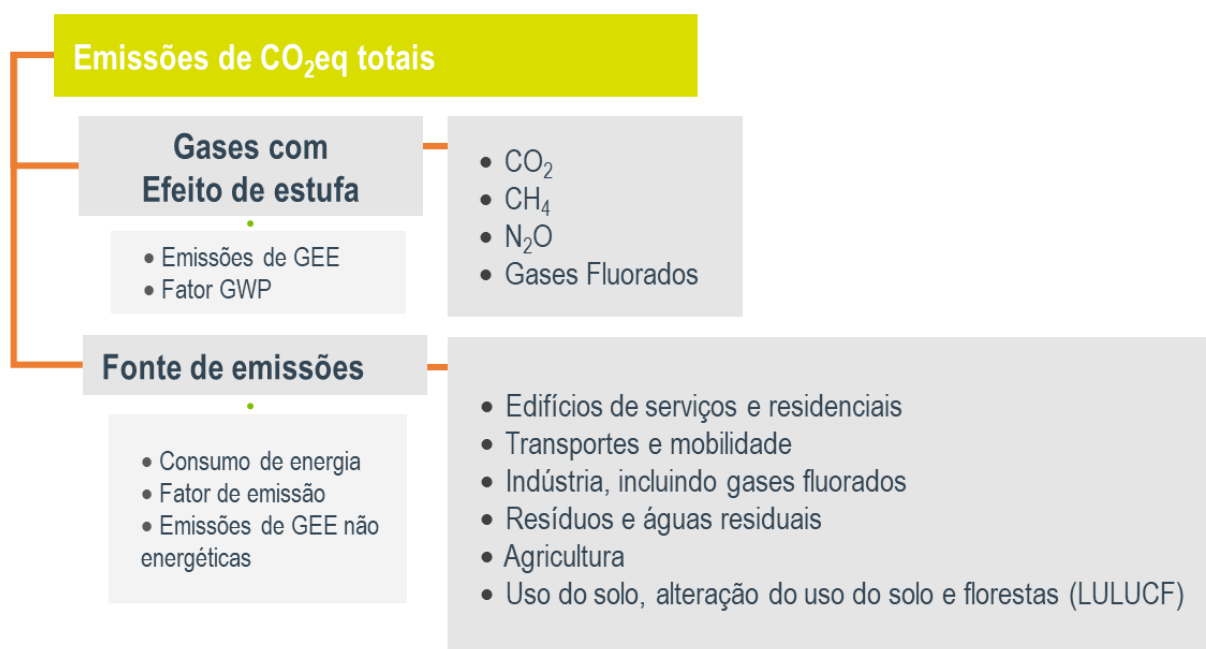 Emissões de CO₂eq totais
Gases com
Efeito de estufa
• Emissões de GEE
• Fator GWP
• CO₂
• CH₄
• N₂O
• Gases Fluorados
Fonte de emissões
• Consumo de energia
• Fator de emissão
• Emissões de GEE não
energéticas
• Edifícios de serviços e residenciais
• Transportes e mobilidade
• Indústria, incluindo gases fluorados
• Resíduos e águas residuais
• Agricultura
• Uso do solo, alteração do uso do solo e florestas (LULUCF)